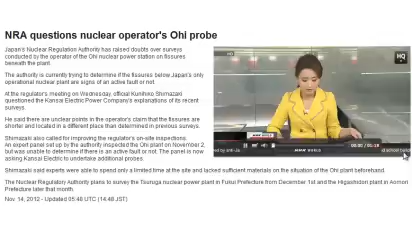 NRA questions nuclear operator's Ohi probe
Japan's Nuclear Regulation Authority has raised doubts over surveys
conducted by the operator of the Ohi nuclear power station on fissures
beneath the plant.
HD
HQ
The authority is currently trying to determine if the fissures below Japan's only
operational nuclear plant are signs of an active fault or not.
At the regulator's meeting on Wednesday, official Kunihiko Shimazaki
questioned the Kansai Electric Power Company's explanations of its recent
surveys.
He said there are unclear points in the operator's claim that the fissures are
shorter and located in a different place than determined in previous surveys.
Shimazaki also called for improving the regulator's on-site inspections.
An expert panel set up by the authority inspected the Ohi plant on November 2,
but was unable to determine if there is an active fault or not. The panel is now
asking Kansai Electric to undertake additional probes.
NHK WORLD
Shimazaki said experts were able to spend only a limited time at the site and lacked sufficient materials on the situation of the Ohi plant beforehand.
The Nuclear Regulatory Authority plans to survey the Tsuruga nuclear power plant in Fukui Prefecture from December 1st and the Higashidori plant in Aomori
Prefecture later that month.
Nov. 14, 2012 - Updated 05:48 UTC (14:48 JST)